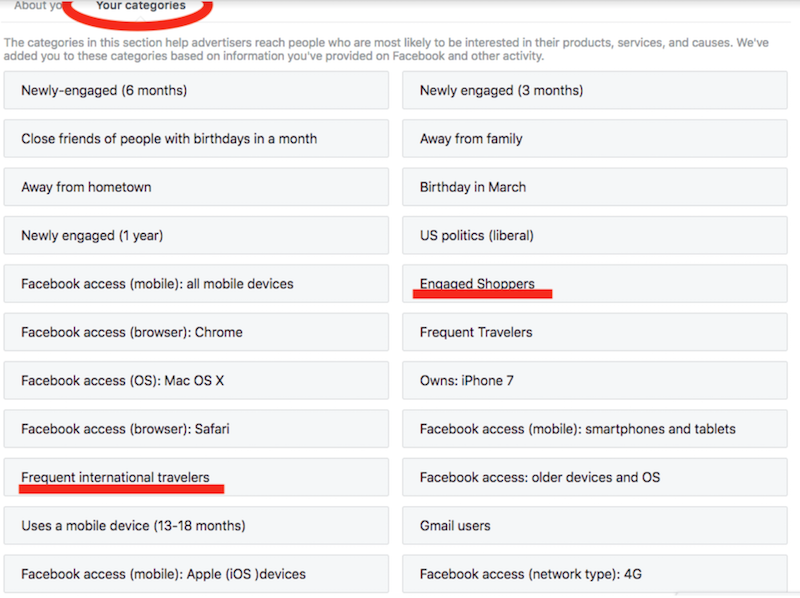 About yo Your categories
The categories in this section help advertisers reach people who are most likely to be interested in their products, services, and causes. We've
added you to these categories based on information you've provided on Facebook and other activity.
Newly-engaged (6 months)
Newly engaged (3 months)
Close friends of people with birthdays in a month
Away from family
Away from hometown
Birthday in March
Newly engaged (1 year)
US politics (liberal)
Facebook access (mobile): all mobile devices
Engaged Shoppers
Facebook access (browser): Chrome
Frequent Travelers
Facebook access (OS): Mac OS X
Owns: iPhone 7
Facebook access (browser): Safari
Facebook access (mobile): smartphones and tablets
Frequent international travelers
Facebook access: older devices and OS
Uses a mobile device (13-18 months)
Gmail users
Facebook access (mobile): Apple (iOS )devices
Facebook access (network type): 4G